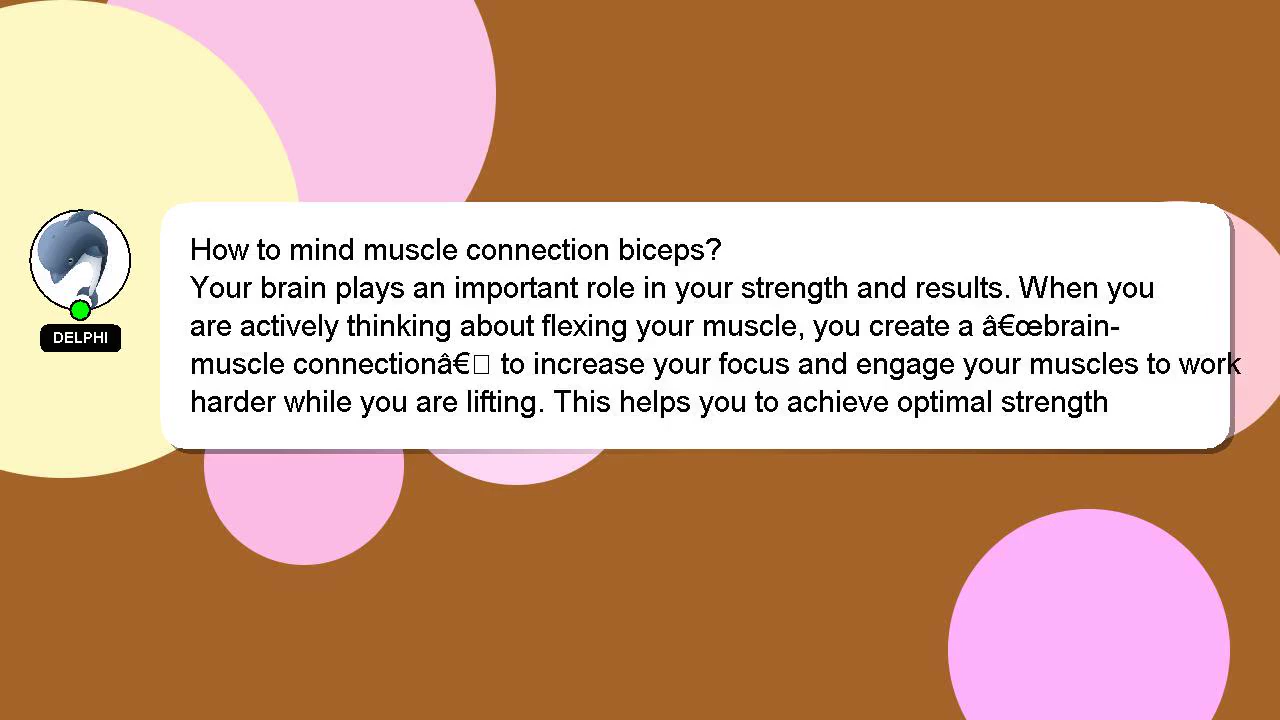 How to mind muscle connection biceps?
Your brain plays an important role in your strength and results. When you
are actively thinking about flexing your muscle, you create a â€œbrain-
muscle connectionâ€□ to increase your focus and engage your muscles to work
harder while you are lifting. This helps you to achieve optimal strength
DELPHI